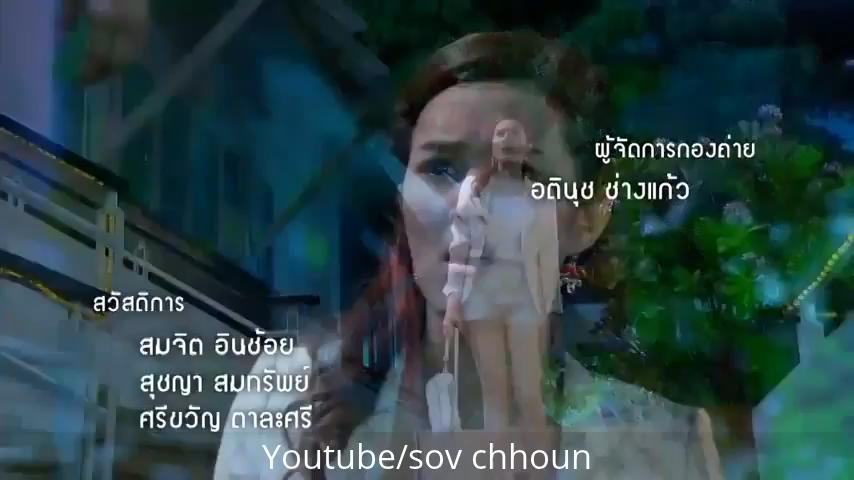 ผู้จัดการกองถ่าย
อตินุช ช่างแก้ว
สวัสดิการ
สมจิต อินช้อย
สุชญา สมทรัพย์
ศรีขวัญ ตาละศรี
Youtube/sov chhoun